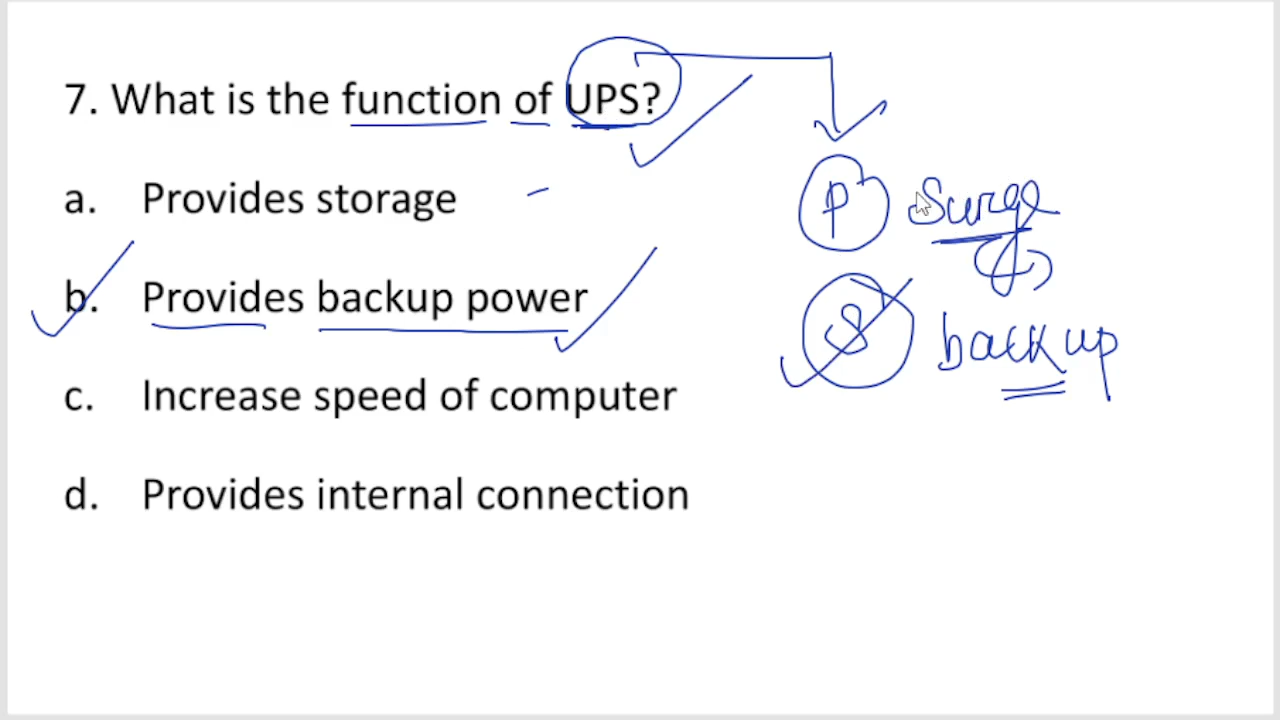 7. What is the function of UPS?
a. Provides storage
P Surge
b. Provides backup power
S backup
c. Increase speed of computer
d. Provides internal connection